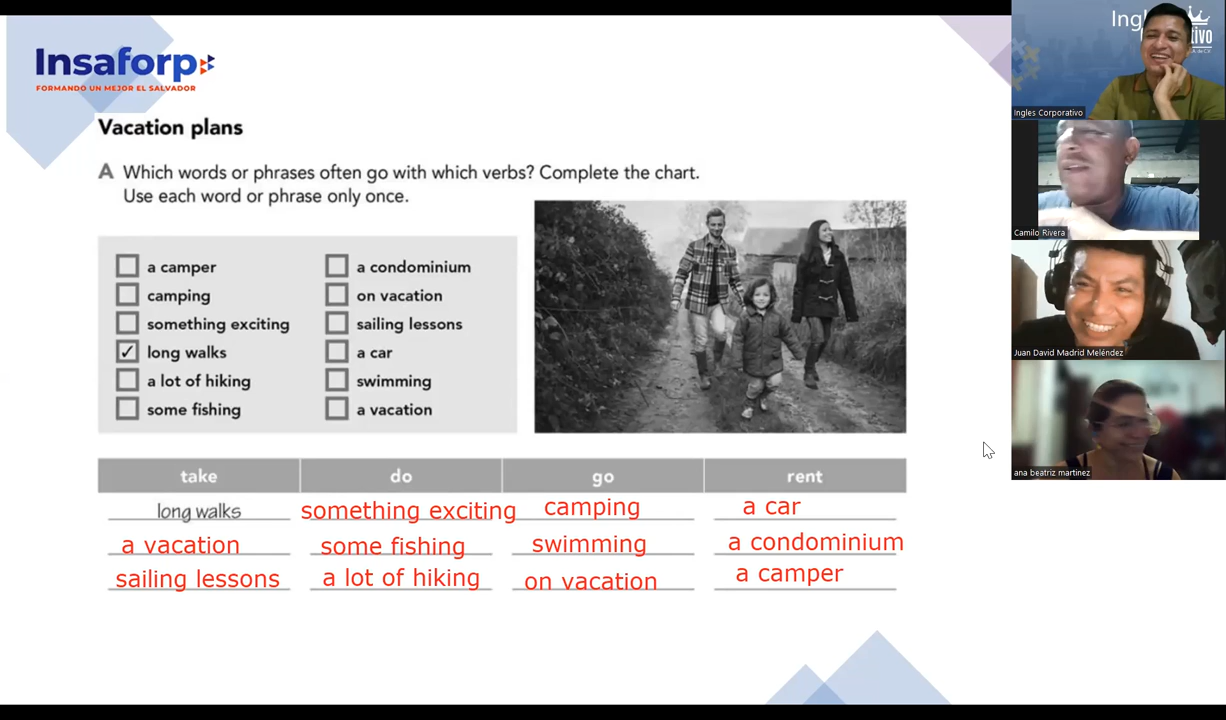 Insaforp
FORMANDO UN MEJOR EL SALVADOR
Vacation plans
A Which words or phrases often go with which verbs? Complete the chart.
Use each word or phrase only once.
a camper
camping
something exciting
✓ long walks
a lot of hiking
some fishing
a condominium
on vacation
sailing lessons
a car
swimming
a vacation
take do go rent
long walks something exciting camping a car
a vacation some fishing swimming a condominium
sailing lessons a lot of hiking on vacation a camper
Ingles Corporativo
Camilo Rivera
Juan David Madrid Meléndez
ana beatriz martinez